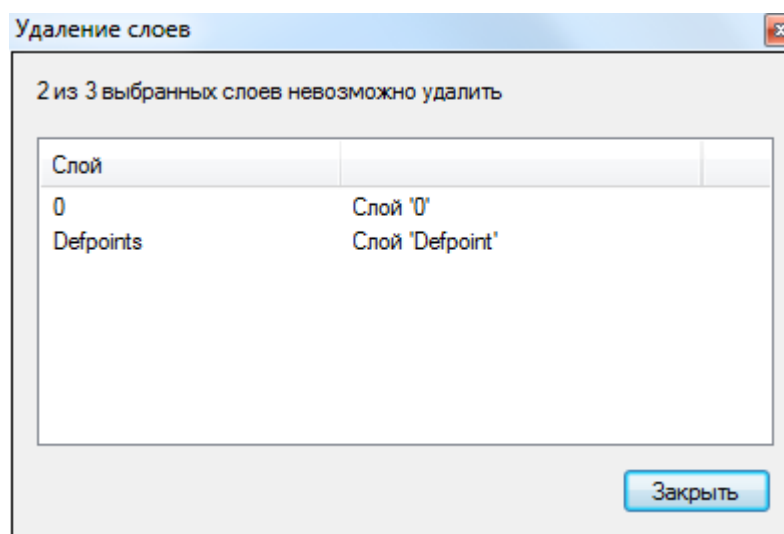 Удаление слоев
2 из 3 выбранных слоев невозможно удалить
Слой
0 Слой '0'
Defpoints Слой 'Defpoint'
Закрыть